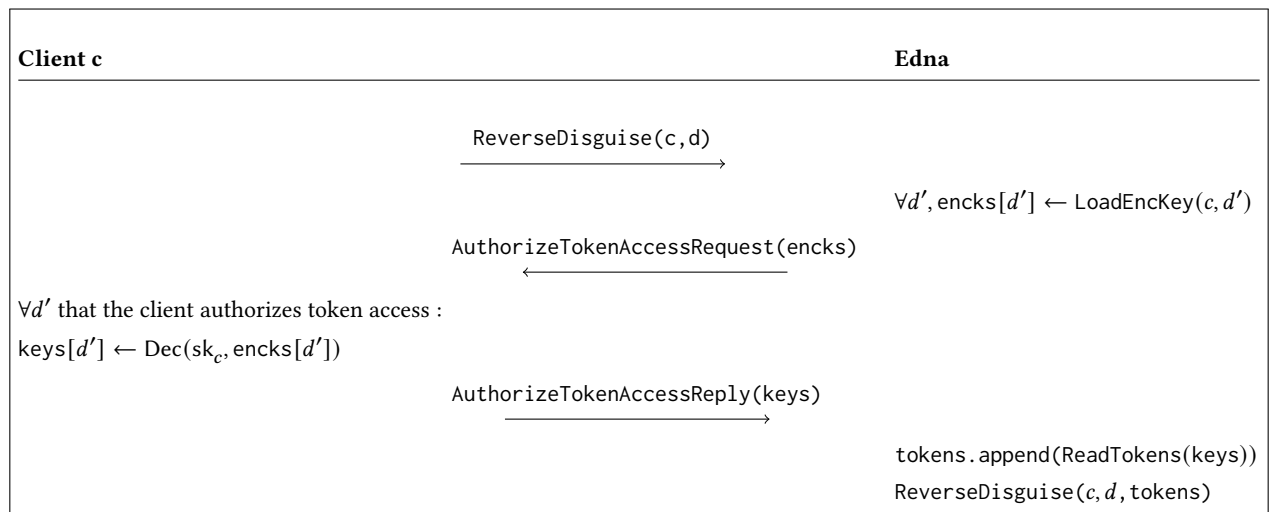 Client c Edna
ReverseDisguise(c,d)
∀d′, encks[d′] ← LoadEncKey(c, d′)
AuthorizeTokenAccessRequest(encks)
∀d′ that the client authorizes token access :
keys[d′] ← Dec(sk_c, encks[d′])
AuthorizeTokenAccessReply(keys)
tokens.append(ReadTokens(keys))
ReverseDisguise(c, d, tokens)